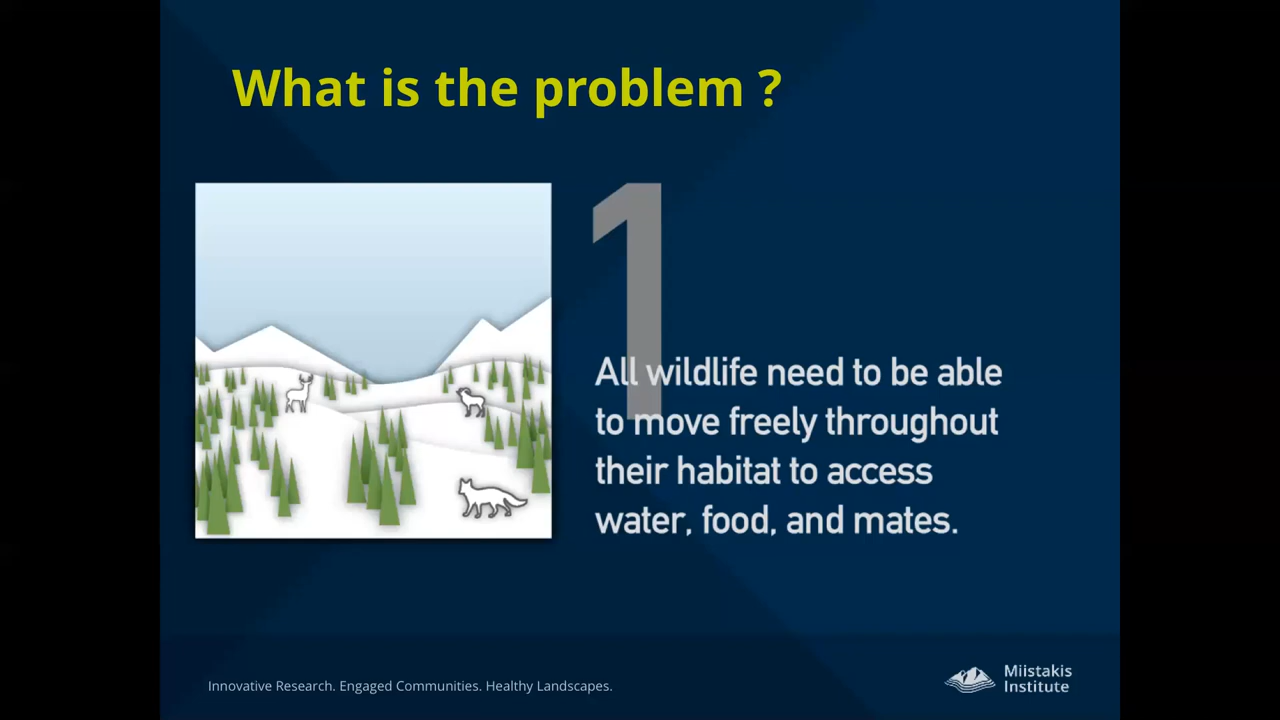 What is the problem ?
1
All wildlife need to be able
to move freely throughout
their habitat to access
water, food, and mates.
Innovative Research. Engaged Communities. Healthy Landscapes.
Miistakis
Institute